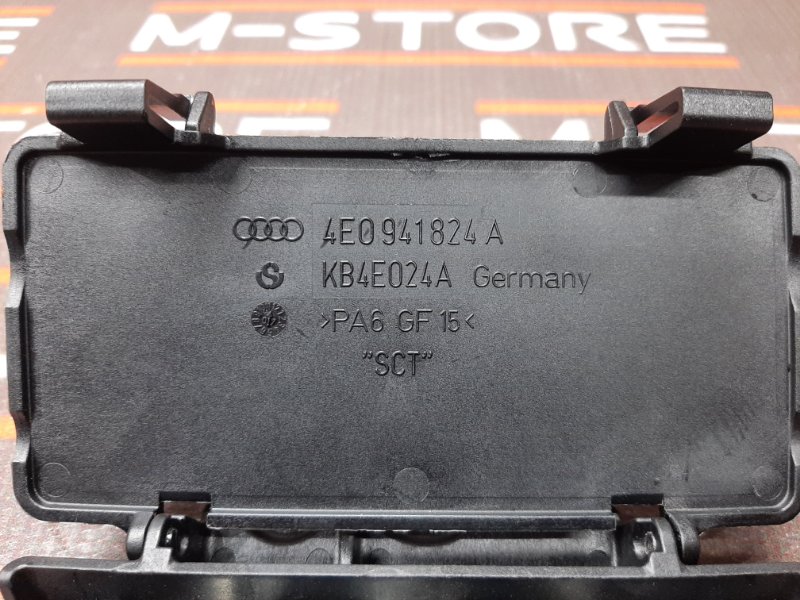 M-STORE
4E0 941 824 A
KB4E024A Germany
>PA6 GF 15<
"SCT"